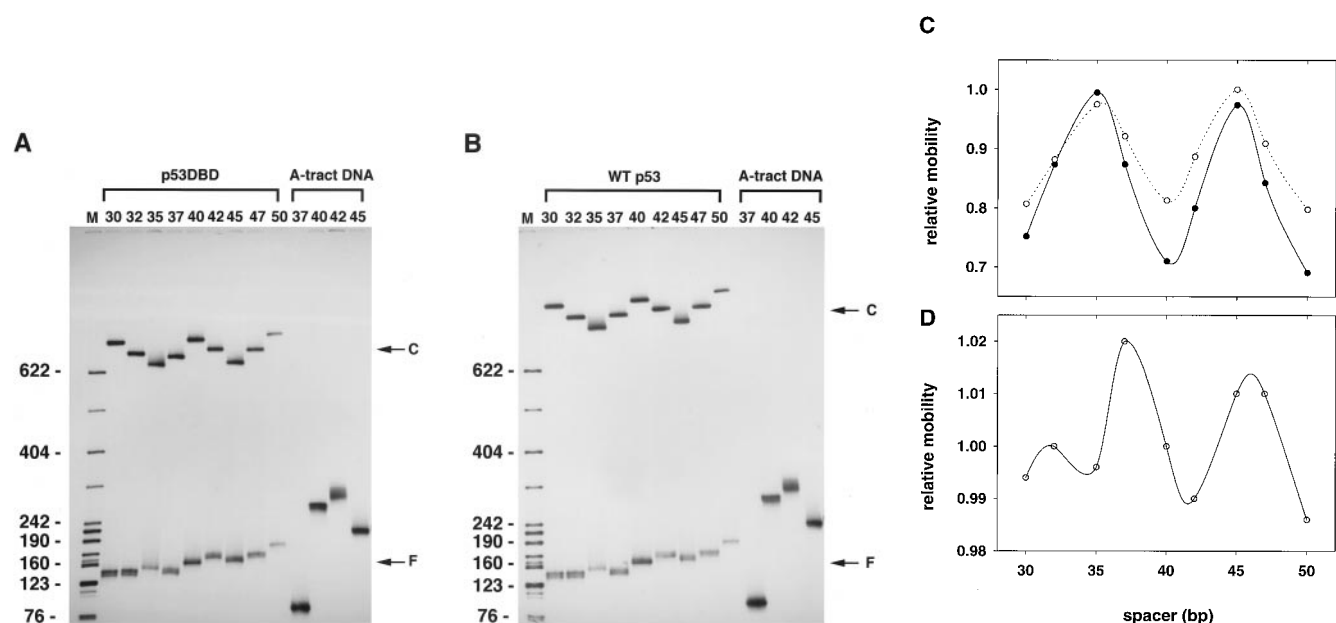 A
p53DBD
A-tract DNA
M 30 32 35 37 40 42 45 47 50 37 40 42 45
C
622 -
404 -
242 -
190 -
160 -
123 -
76 -
F
B
WT p53
A-tract DNA
M 30 32 35 37 40 42 45 47 50 37 40 42 45
C
622 -
404 -
242 -
190 -
160 -
123 -
76 -
F
C
relative mobility
1.0
0.9
0.8
0.7
D
relative mobility
1.02
1.00
0.99
0.98
30 35 40 45 50
spacer (bp)